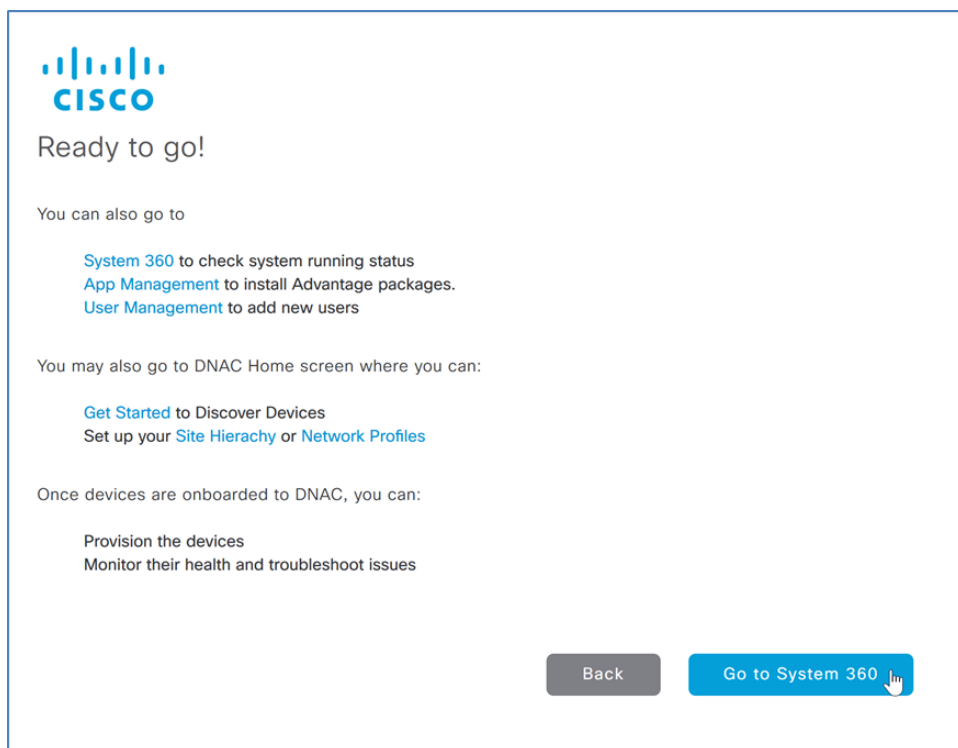 CISCO
Ready to go!
You can also go to
System 360 to check system running status
App Management to install Advantage packages.
User Management to add new users
You may also go to DNAC Home screen where you can:
Get Started to Discover Devices
Set up your Site Hierachy or Network Profiles
Once devices are onboarded to DNAC, you can:
Provision the devices
Monitor their health and troubleshoot issues
Back
Go to System 360